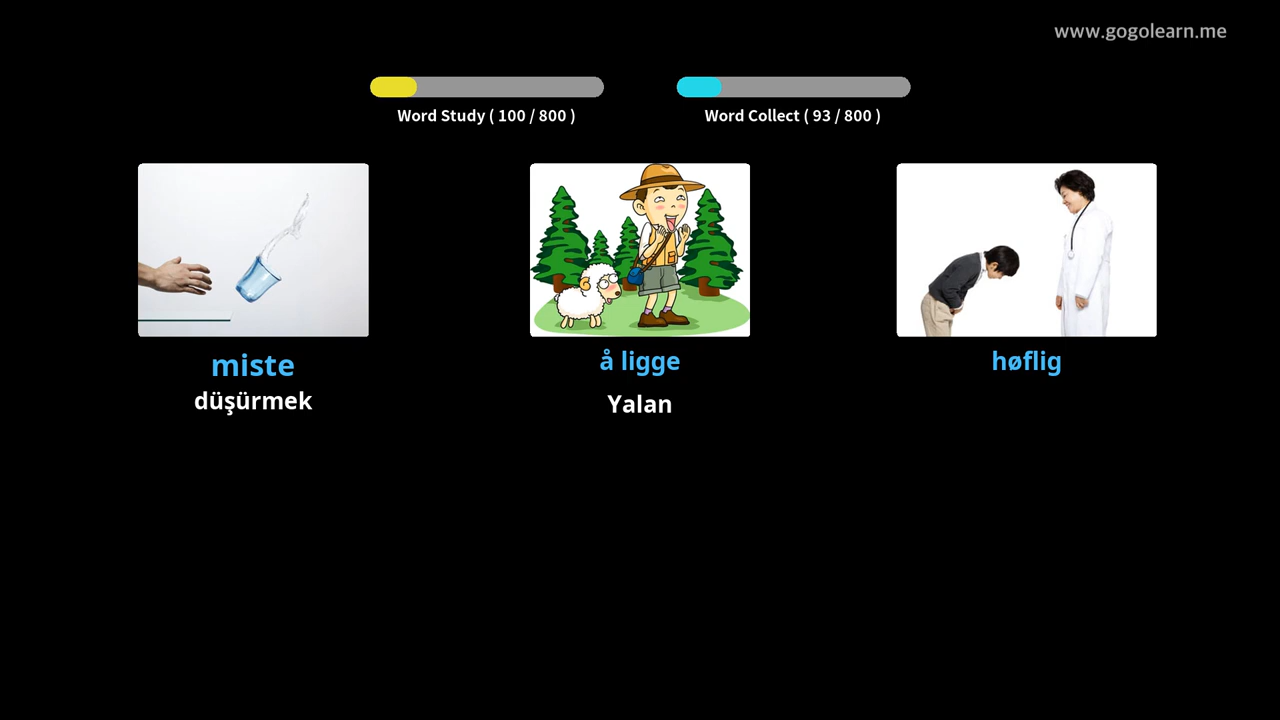 www.gogolearn.me
Word Study ( 100 / 800 )
Word Collect ( 93 / 800 )
miste
düşürmek
å ligge
Yalan
høflig